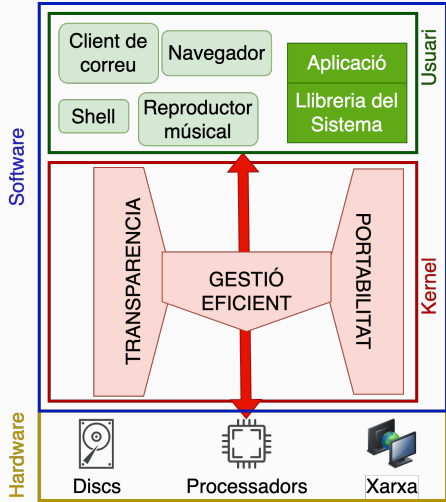 Client de
correu
Navegador
Aplicació
Shell
Reproductor
músical
Llibreria del
Sistema
Usuari
Software
TRANSPARENCIA
GESTIÓ
EFICIENT
PORTABILITAT
Kernel
Hardware
Discs
Processadors
Xarxa